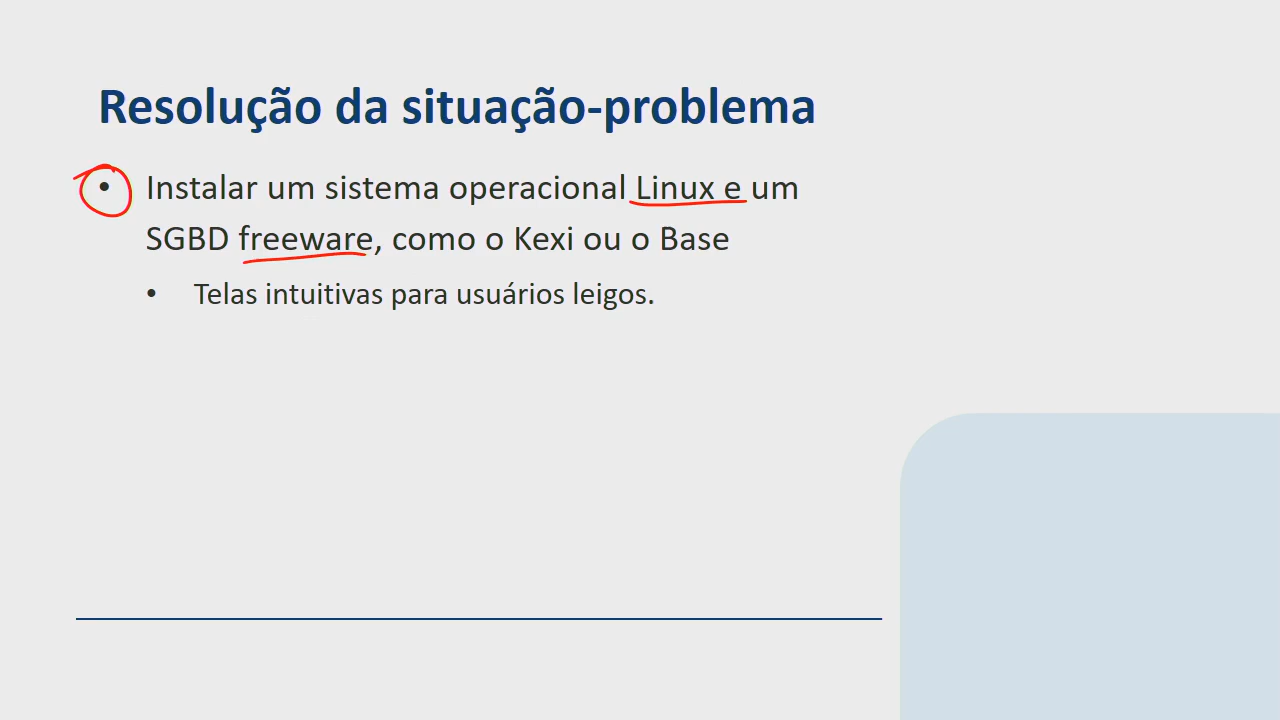 Resolução da situação-problema
• Instalar um sistema operacional Linux e um
SGBD freeware, como o Kexi ou o Base
• Telas intuitivas para usuários leigos.